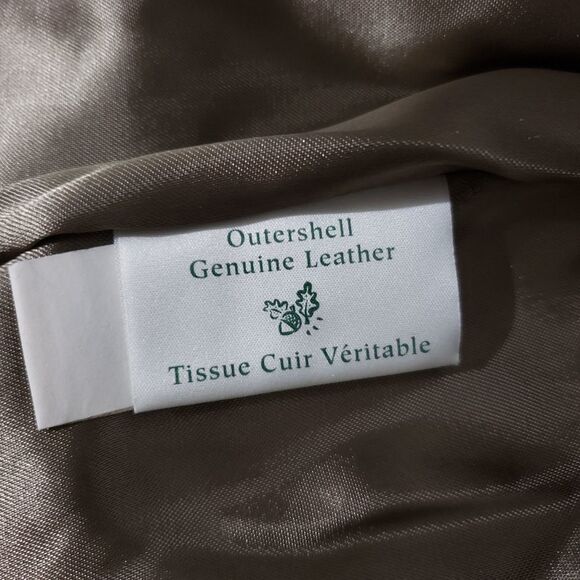 Outershell
Genuine Leather
Tissue Cuir Véritable